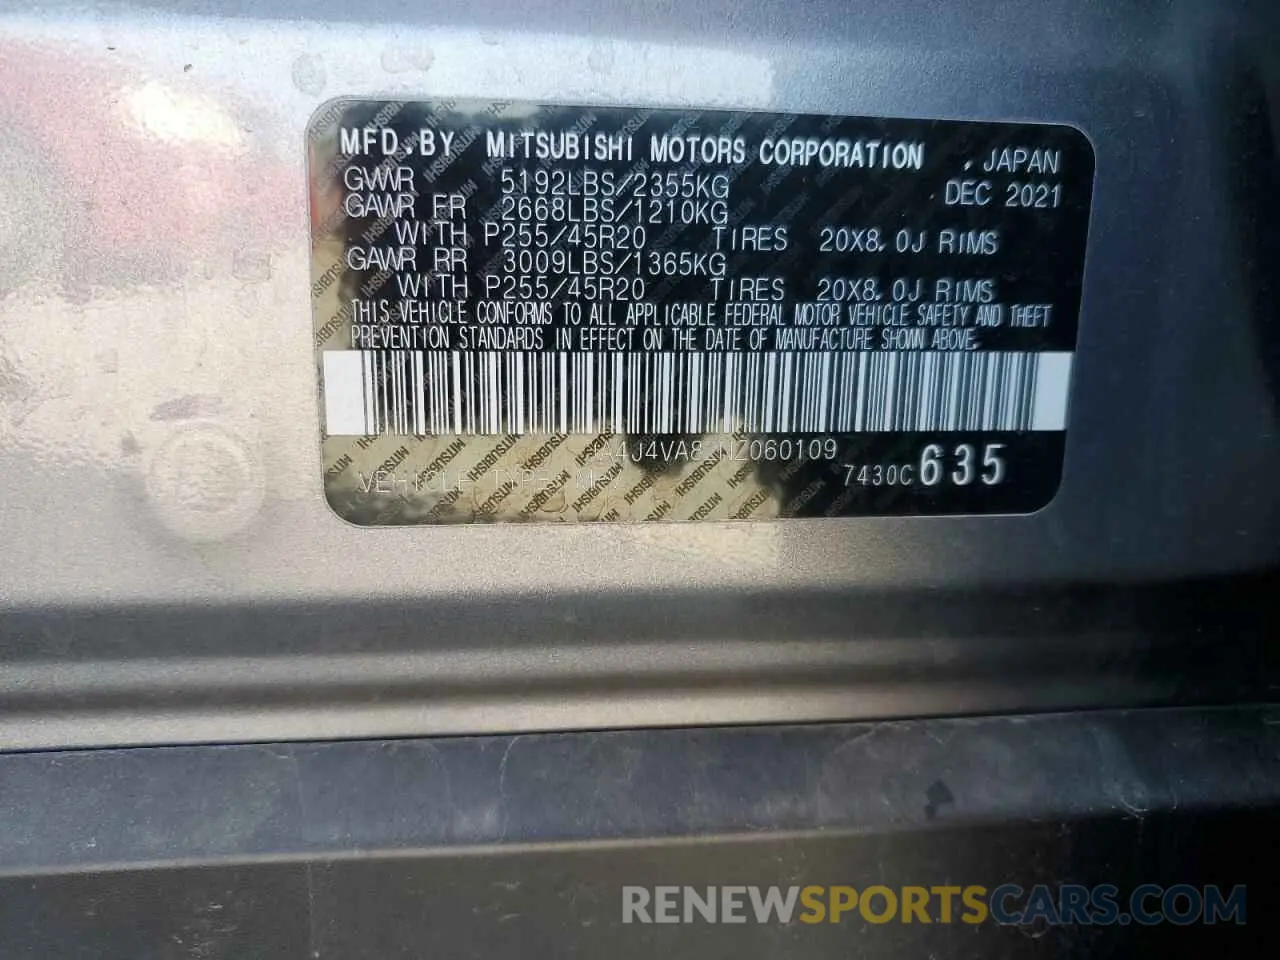 MFD.BY MITSUBISHI MOTORS CORPORATION , JAPAN
GVWR 5192LBS/2355KG DEC 2021
GAWR FR 2668LBS/1210KG
WITH P255/45R20 TIRES 20X8.0J RIMS
GAWR RR 3009LBS/1365KG
WITH P255/45R20 TIRES 20X8.0J RIMS
THIS VEHICLE CONFORMS TO ALL APPLICABLE FEDERAL MOTOR VEHICLE SAFETY AND THEFT
PREVENTION STANDARDS IN EFFECT ON THE DATE OF MANUFACTURE SHOWN ABOVE.
7430C 635
VEHICLE TYPE
RENEWSPORTSCARS.COM